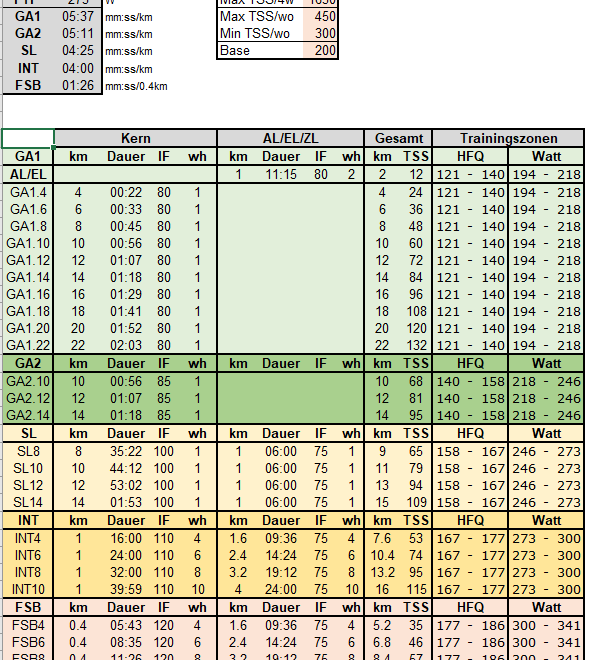 FTP 275 W Max TSS/4w 1650
GA1 05:37 mm:ss/km Max TSS/wo 450
GA2 05:11 mm:ss/km Min TSS/wo 300
SL 04:25 mm:ss/km Base 200
INT 04:00 mm:ss/km
FSB 01:26 mm:ss/0.4km
Kern AL/EL/ZL Gesamt Trainingszonen
GA1 km Dauer IF wh km Dauer IF wh km TSS HFQ Watt
AL/EL 1 11:15 80 2 2 12 121 - 140 194 - 218
GA1.4 4 00:22 80 1 4 24 121 - 140 194 - 218
GA1.6 6 00:33 80 1 6 36 121 - 140 194 - 218
GA1.8 8 00:45 80 1 8 48 121 - 140 194 - 218
GA1.10 10 00:56 80 1 10 60 121 - 140 194 - 218
GA1.12 12 01:07 80 1 12 72 121 - 140 194 - 218
GA1.14 14 01:18 80 1 14 84 121 - 140 194 - 218
GA1.16 16 01:29 80 1 16 96 121 - 140 194 - 218
GA1.18 18 01:41 80 1 18 108 121 - 140 194 - 218
GA1.20 20 01:52 80 1 20 120 121 - 140 194 - 218
GA1.22 22 02:03 80 1 22 132 121 - 140 194 - 218
GA2 km Dauer IF wh km Dauer IF wh km TSS HFQ Watt
GA2.10 10 00:56 85 1 10 68 140 - 158 218 - 246
GA2.12 12 01:07 85 1 12 81 140 - 158 218 - 246
GA2.14 14 01:18 85 1 14 95 140 - 158 218 - 246
SL km Dauer IF wh km Dauer IF wh km TSS HFQ Watt
SL8 8 35:22 100 1 1 06:00 75 1 9 65 158 - 167 246 - 273
SL10 10 44:12 100 1 1 06:00 75 1 11 79 158 - 167 246 - 273
SL12 12 53:02 100 1 1 06:00 75 1 13 94 158 - 167 246 - 273
SL14 14 01:53 100 1 1 06:00 75 1 15 109 158 - 167 246 - 273
INT km Dauer IF wh km Dauer IF wh km TSS HFQ Watt
INT4 1 16:00 110 4 1.6 09:36 75 4 7.6 53 167 - 177 273 - 300
INT6 1 24:00 110 6 2.4 14:24 75 6 10.4 74 167 - 177 273 - 300
INT8 1 32:00 110 8 3.2 19:12 75 8 13.2 95 167 - 177 273 - 300
INT10 1 39:59 110 10 4 24:00 75 10 16 115 167 - 177 273 - 300
FSB km Dauer IF wh km Dauer IF wh km TSS HFQ Watt
FSB4 0.4 05:43 120 4 1.6 09:36 75 4 5.2 35 177 - 186 300 - 341
FSB6 0.4 08:35 120 6 2.4 14:24 75 6 6.8 46 177 - 186 300 - 341
FSB8 0.4 11:26 120 8 3.2 19:12 75 8 8.4 57 177 - 186 300 - 341